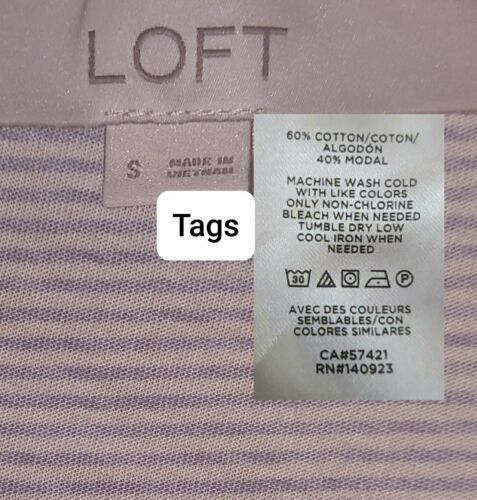 LOFT
S
MADE IN
VIETNAM
Tags
60% COTTON/COTON/
ALGODÓN
40% MODAL
MACHINE WASH COLD
WITH LIKE COLORS
ONLY NON-CHLORINE
BLEACH WHEN NEEDED
TUMBLE DRY LOW
COOL IRON WHEN
NEEDED
30 P
AVEC DES COULEURS
SEMBLABLES/CON
COLORES SIMILARES
CA#57421
RN#140923